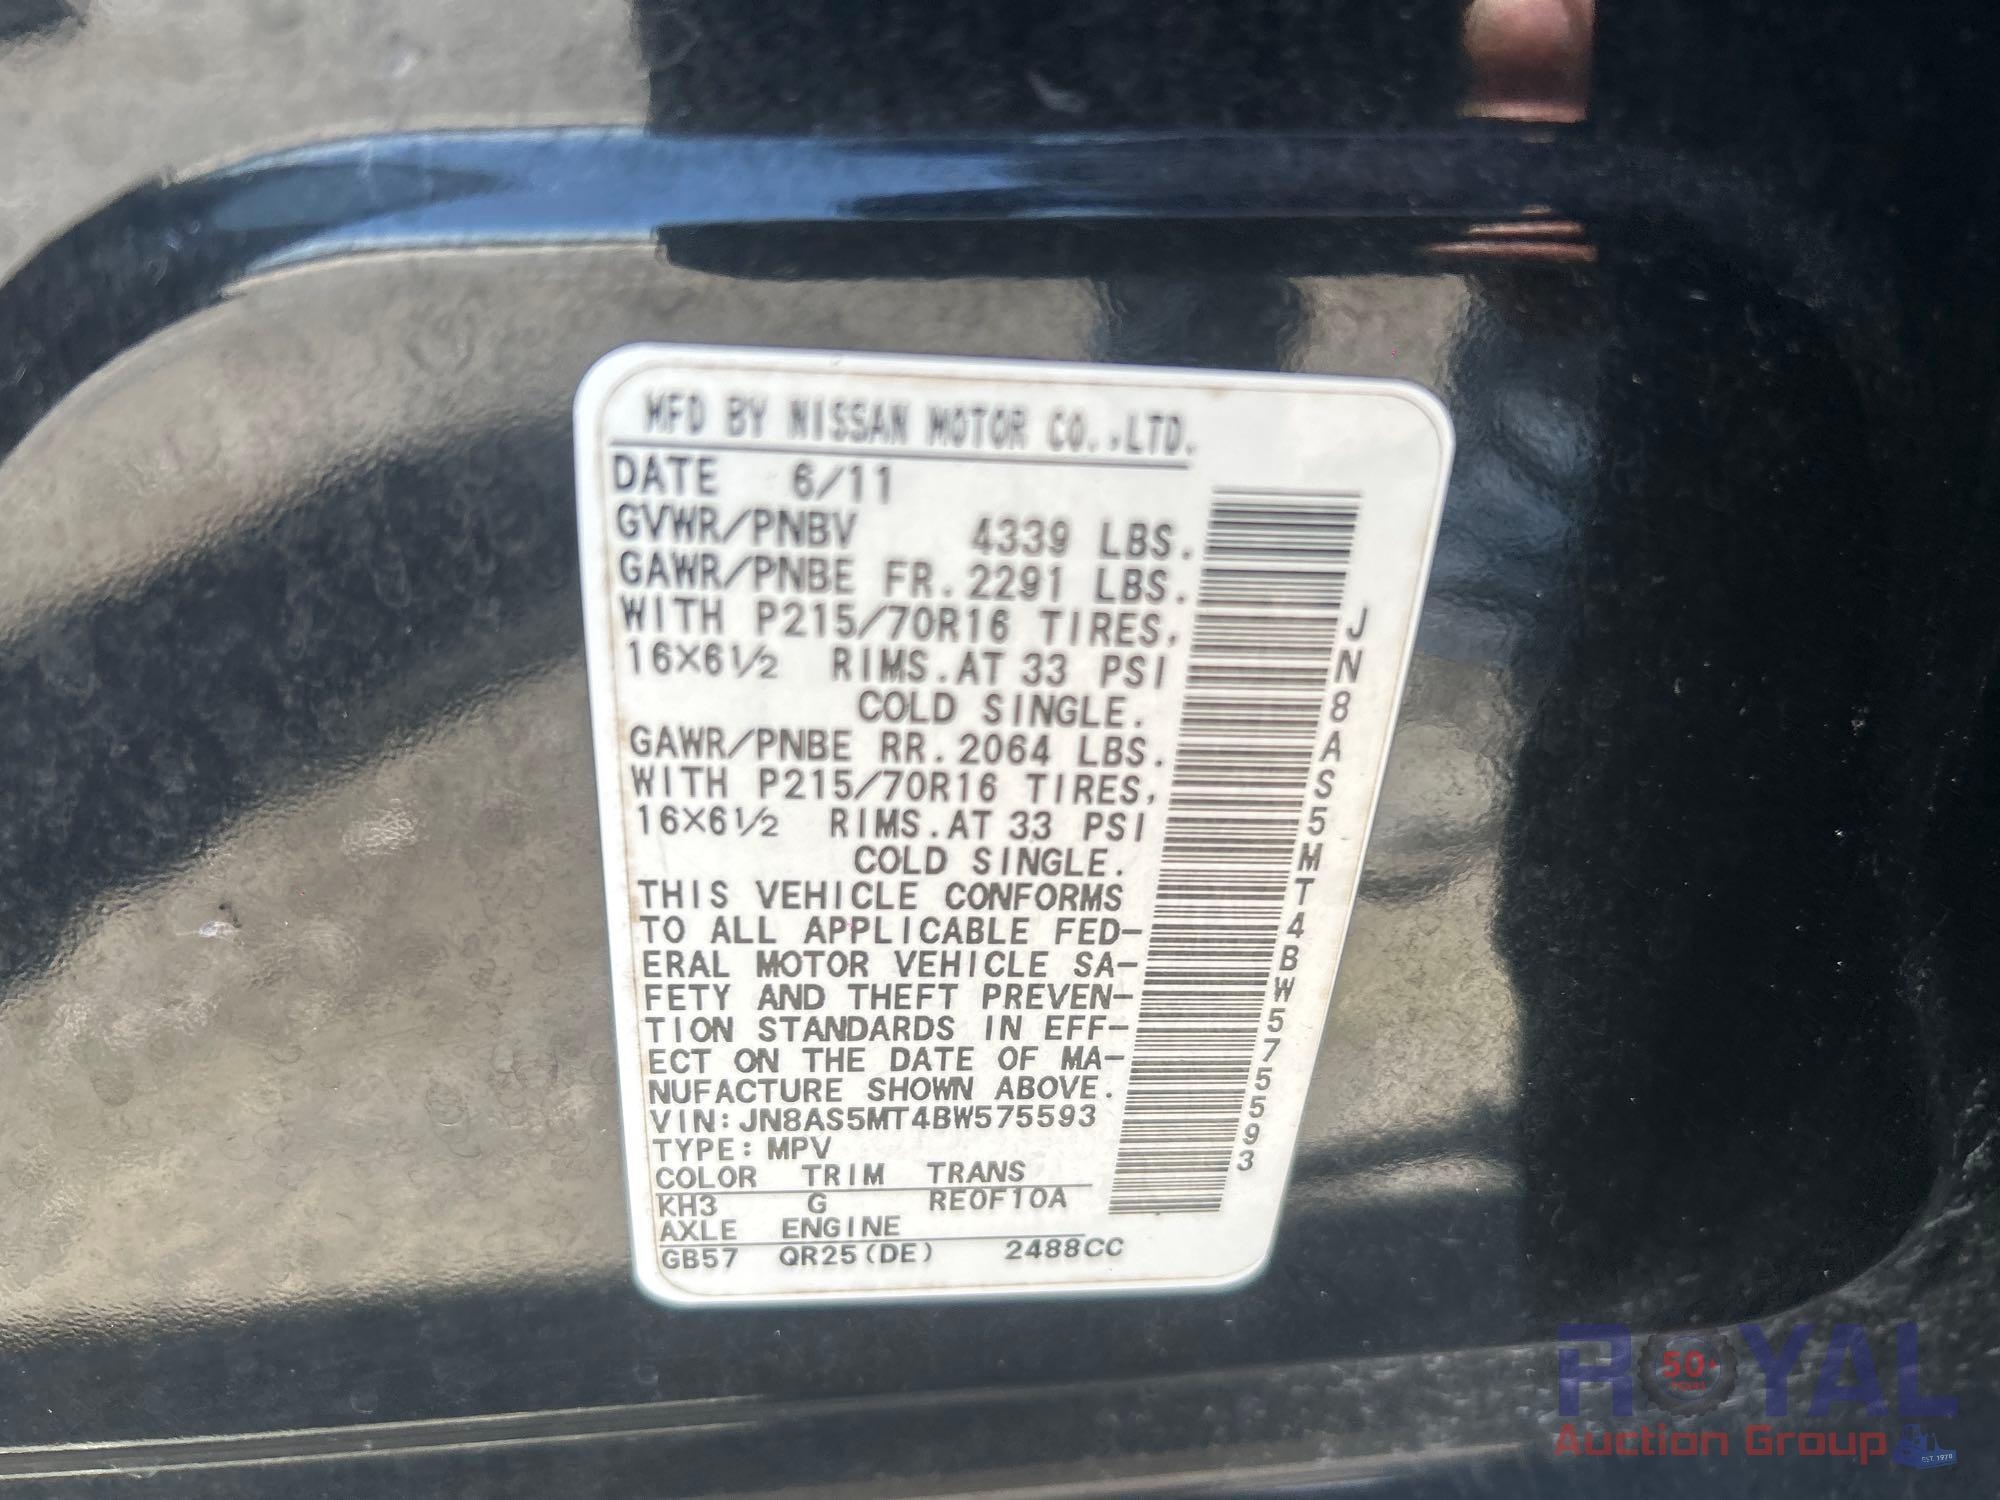 MFD BY NISSAN MOTOR CO.,LTD.
DATE 6/11
GVWR/PNBV 4339 LBS.
GAWR/PNBE FR. 2291 LBS.
WITH P215/70R16 TIRES,
16×6½ RIMS.AT 33 PSI
COLD SINGLE.
GAWR/PNBE RR. 2064 LBS.
WITH P215/70R16 TIRES,
16×6½ RIMS.AT 33 PSI
COLD SINGLE.
THIS VEHICLE CONFORMS
TO ALL APPLICABLE FED-
ERAL MOTOR VEHICLE SA-
FETY AND THEFT PREVEN-
TION STANDARDS IN EFF-
ECT ON THE DATE OF MA-
NUFACTURE SHOWN ABOVE.
VIN:JN8AS5MT4BW575593
TYPE:MPV
COLOR TRIM TRANS
KH3 G RE0F10A
AXLE ENGINE
GB57 QR25(DE) 2488CC
JN8AS5MT4BW575593
ROYAL
50+
YEARS
Auction Group
EST. 1970